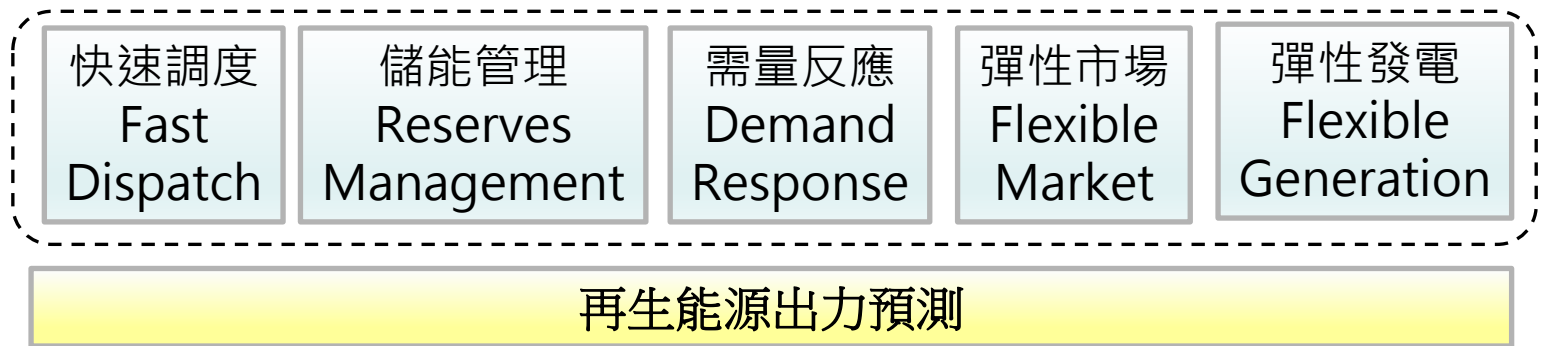 快速調度
Fast
Dispatch
儲能管理
Reserves
Management
需量反應
Demand
Response
彈性市場
Flexible
Market
彈性發電
Flexible
Generation
再生能源出力預測